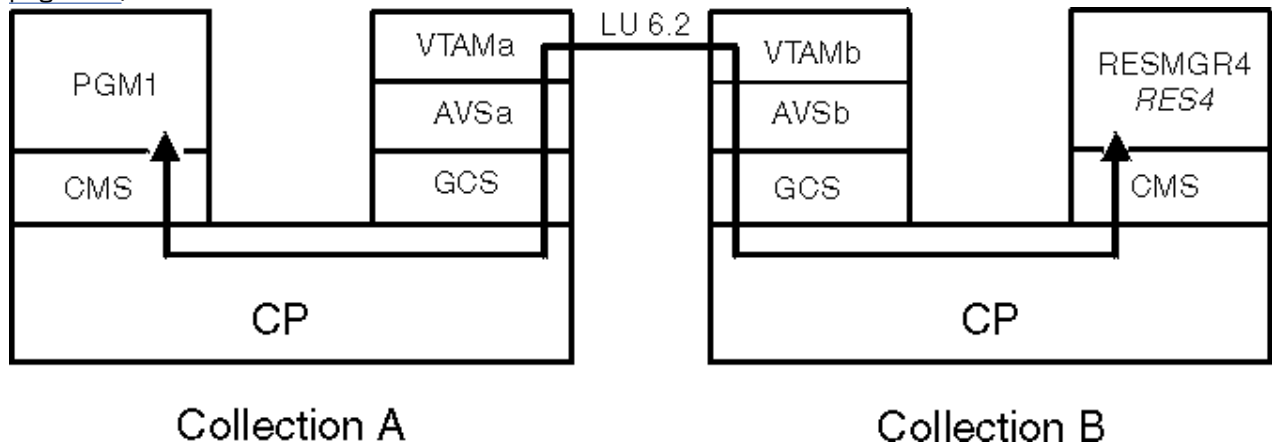 PGM1
CMS
VTAMa
AVSa
GCS
LU 6.2
VTAMb
AVSb
GCS
RESMGR4
RES4
CMS
CP
CP
Collection A
Collection B